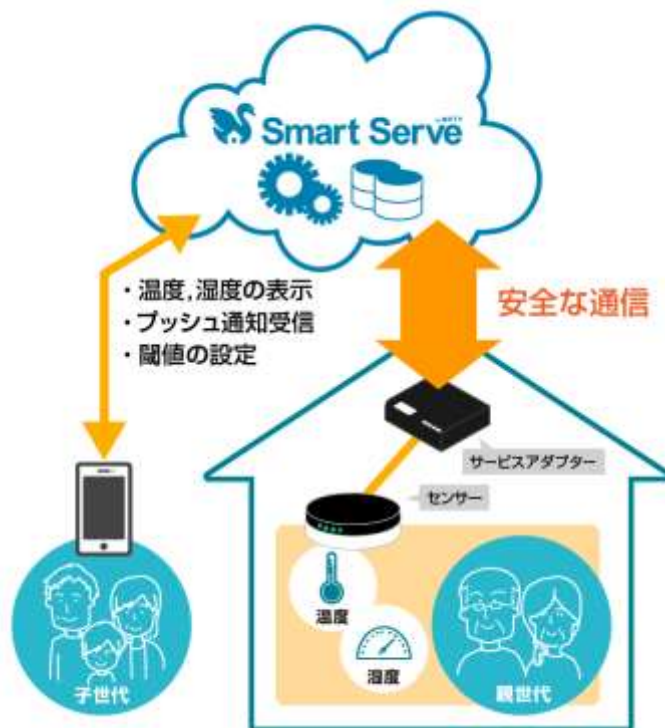 Smart Serve
・温度,湿度の表示
・プッシュ通知受信
・閾値の設定
安全な通信
サービスアダプター
センサー
温度
湿度
子世代
親世代